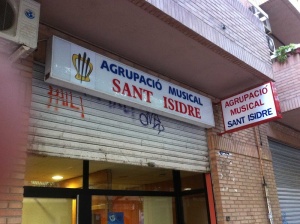 AGRUPACIÓ MUSICAL
SANT ISIDRE
AGRUPACIÓ
MUSICAL
SANT ISIDRE